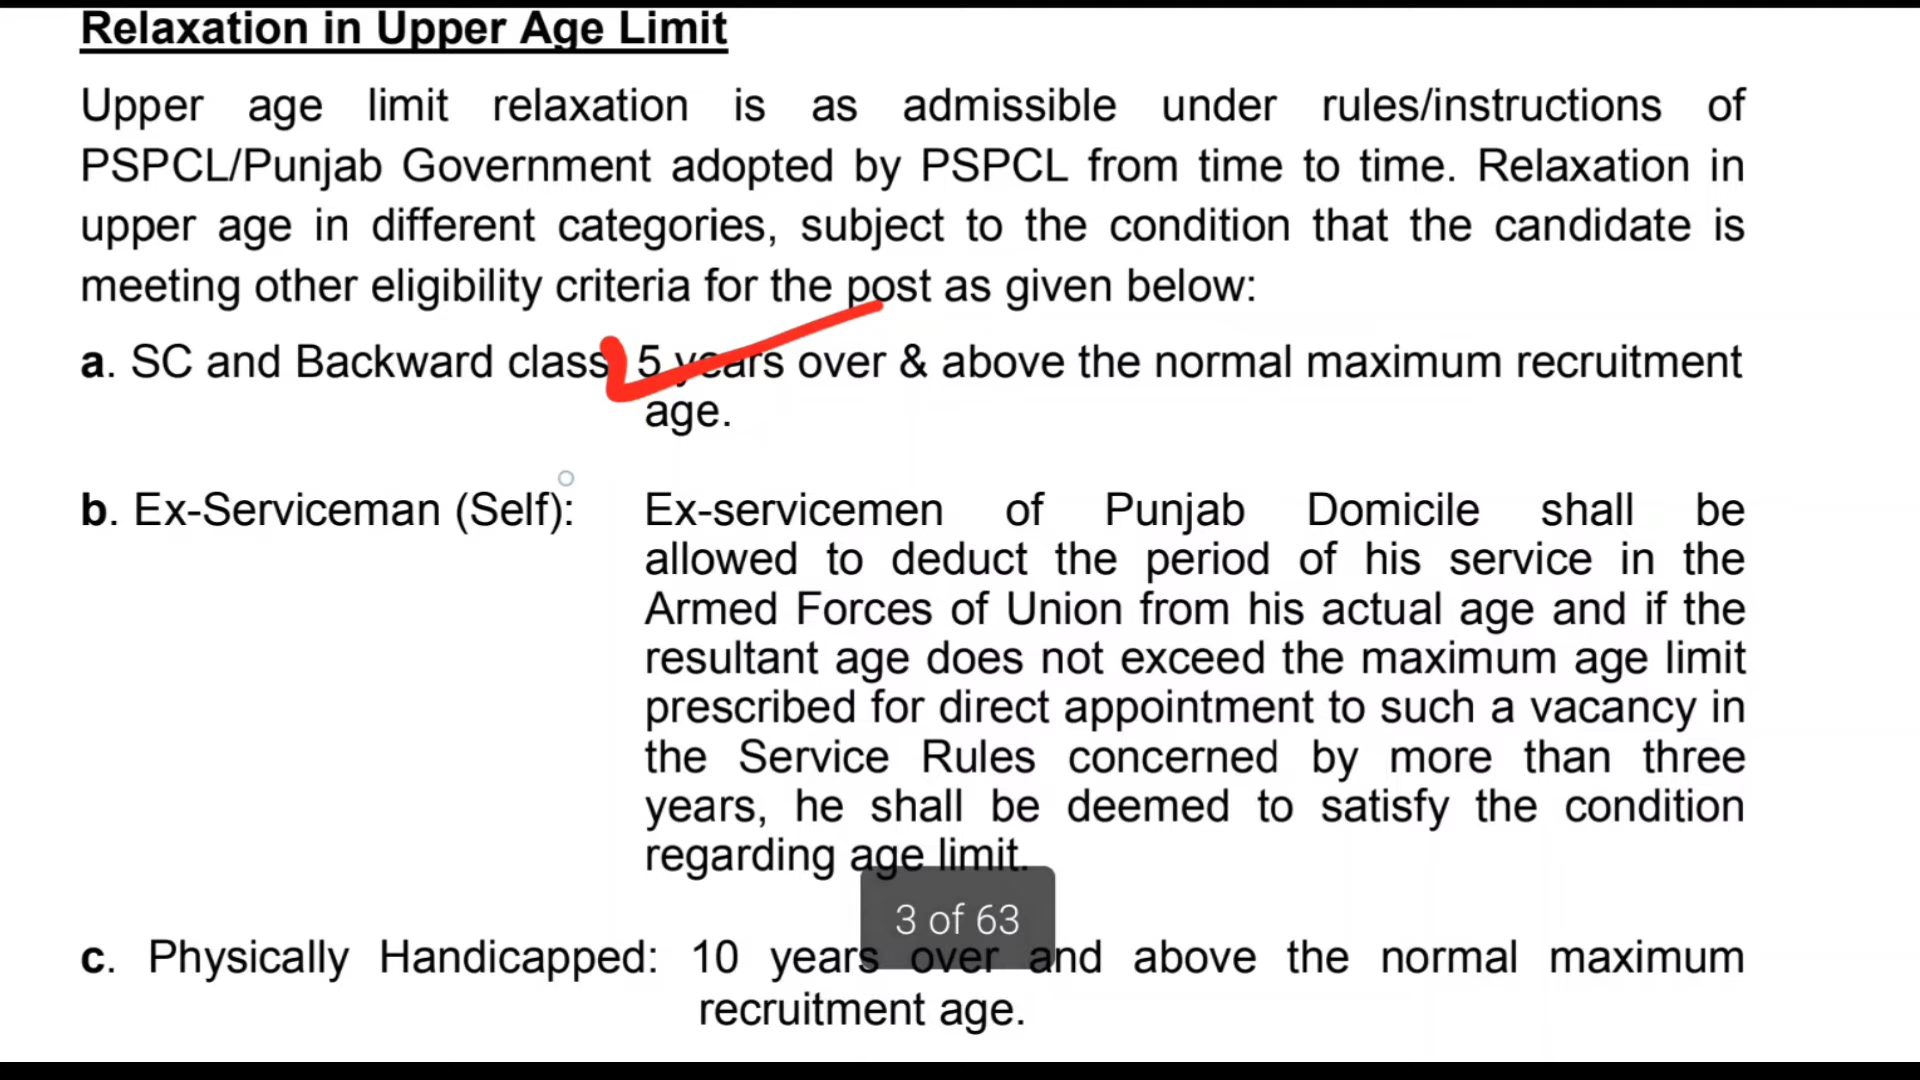 Relaxation in Upper Age Limit
Upper age limit relaxation is as admissible under rules/instructions of
PSPCL/Punjab Government adopted by PSPCL from time to time. Relaxation in
upper age in different categories, subject to the condition that the candidate is
meeting other eligibility criteria for the post as given below:
a. SC and Backward class 5 years over & above the normal maximum recruitment
age.
b. Ex-Serviceman (Self): Ex-servicemen of Punjab Domicile shall be
allowed to deduct the period of his service in the
Armed Forces of Union from his actual age and if the
resultant age does not exceed the maximum age limit
prescribed for direct appointment to such a vacancy in
the Service Rules concerned by more than three
years, he shall be deemed to satisfy the condition
regarding age limit.
3 of 63
c. Physically Handicapped: 10 years over and above the normal maximum
recruitment age.